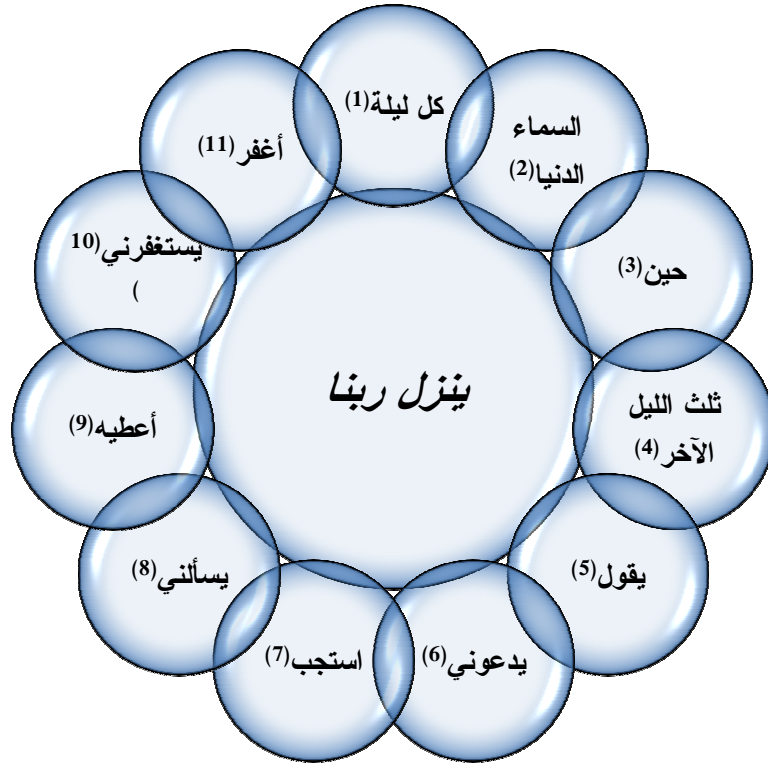 ينزل ربنا
كل ليلة(1)
السماء
الدنيا(2)
حين(3)
ثلث الليل
الآخر(4)
يقول(5)
يدعوني(6)
استجب(7)
يسألني(8)
أعطيه(9)
يستغفرني(10
)
أغفر(11)